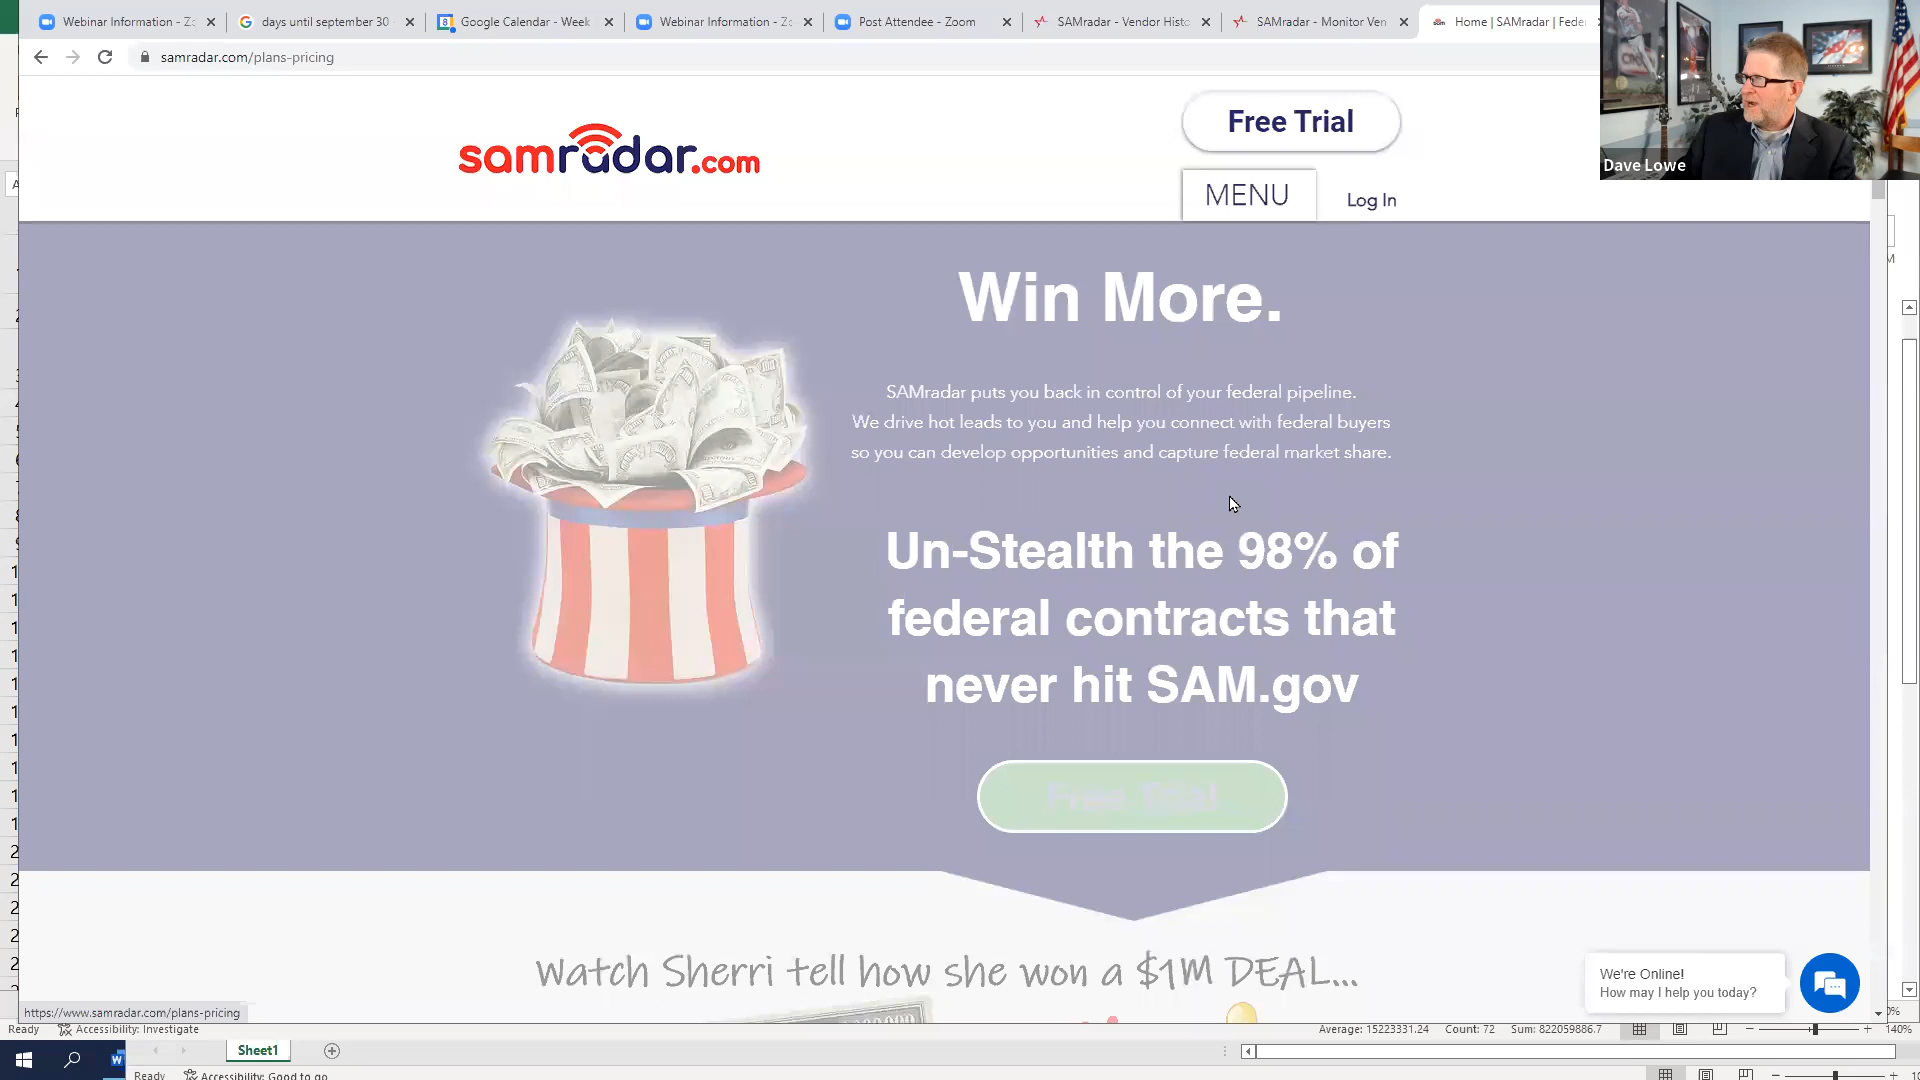 Webinar Information - Zo
days until september 30
Google Calendar - Week
Webinar Information - Zo
Post Attendee - Zoom
SAMradar - Vendor Histo
SAMradar - Monitor Ven
Home | SAMradar | Fede
samradar.com/plans-pricing
Dave Lowe
samradar.com
Free Trial
MENU
Log In
Win More.
SAMradar puts you back in control of your federal pipeline.
We drive hot leads to you and help you connect with federal buyers
so you can develop opportunities and capture federal market share.
Un-Stealth the 98% of
federal contracts that
never hit SAM.gov
Free Trial
Watch Sherri tell how she won a $1M DEAL...
We're Online!
How may I help you today?
https://www.samradar.com/plans-pricing
Ready
Accessibility: Investigate
Average: 15223331.24
Count: 72
Sum: 822059886.7
140%
Sheet1
Ready
Accessibility: Good to go